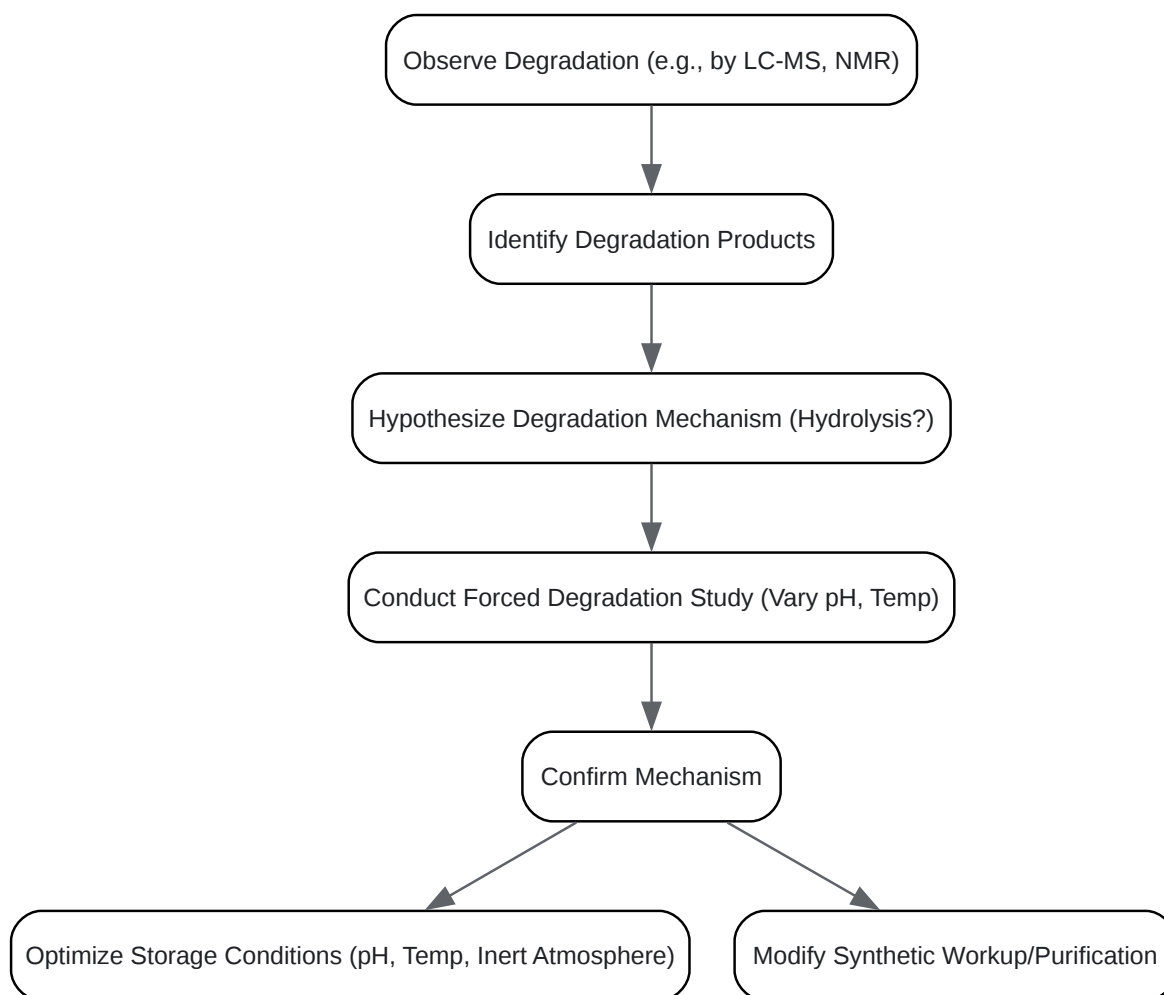 Observe Degradation (e.g., by LC-MS, NMR)
Identify Degradation Products
Hypothesize Degradation Mechanism (Hydrolysis?)
Conduct Forced Degradation Study (Vary pH, Temp)
Confirm Mechanism
Optimize Storage Conditions (pH, Temp, Inert Atmosphere)
Modify Synthetic Workup/Purification